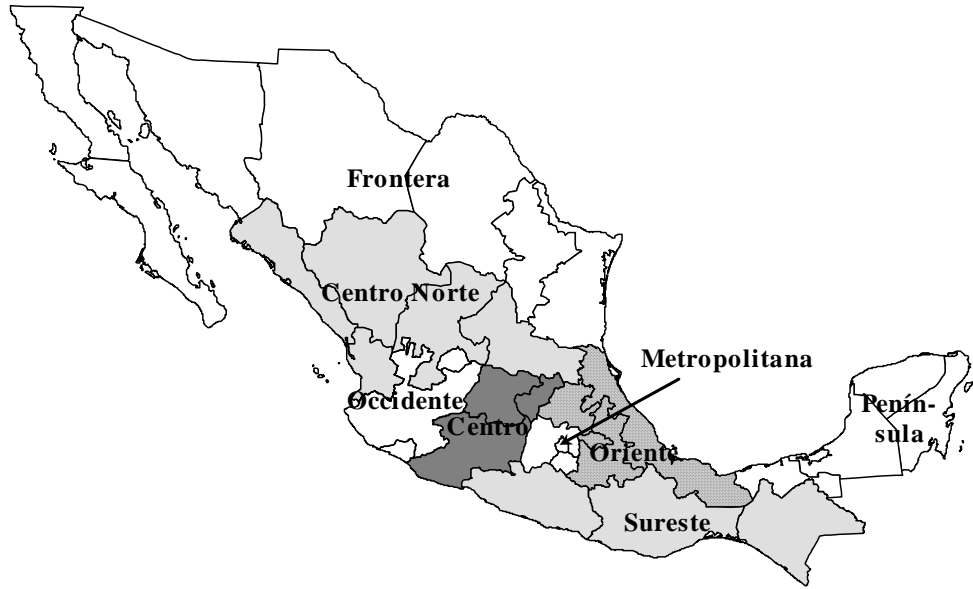 Frontera
Centro Norte
Metropolitana
Occidente
Penín-
sula
Centro
Oriente
Sureste